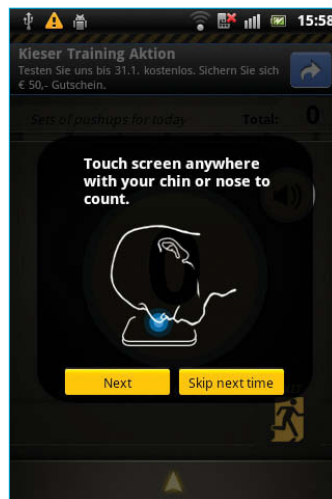 15:58
Kieser Training Aktion
Testen Sie uns bis 31.1. kostenlos. Sichern Sie sich
€ 50,- Gutschein.
Sets of pushups for today Total: 0
Touch screen anywhere
with your chin or nose to
count.
0
Next Skip next time